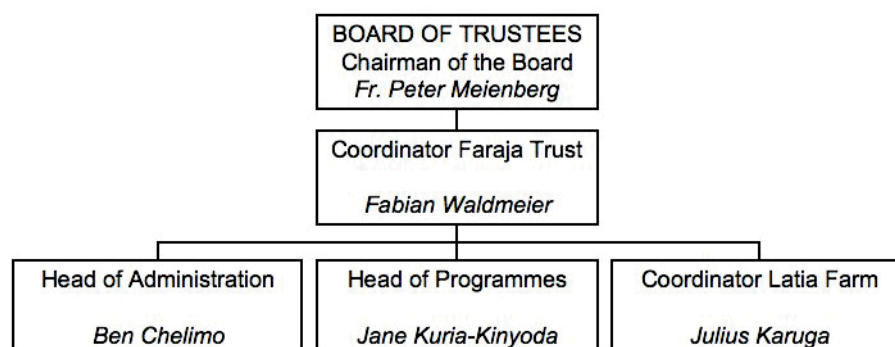 BOARD OF TRUSTEES
Chairman of the Board
Fr. Peter Meienberg
Coordinator Faraja Trust
Fabian Waldmeier
Head of Administration
Ben Chelimo
Head of Programmes
Jane Kuria-Kinyoda
Coordinator Latia Farm
Julius Karuga